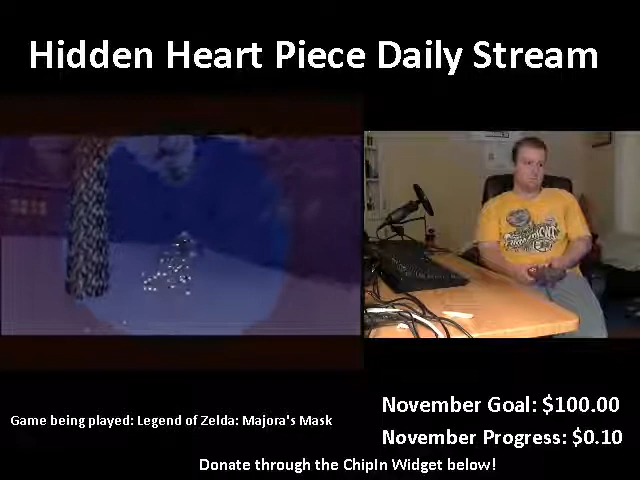 Hidden Heart Piece Daily Stream
November Goal: $100.00
Game being played: Legend of Zelda: Majora's Mask
November Progress: $0.10
Donate through the ChipIn Widget below!